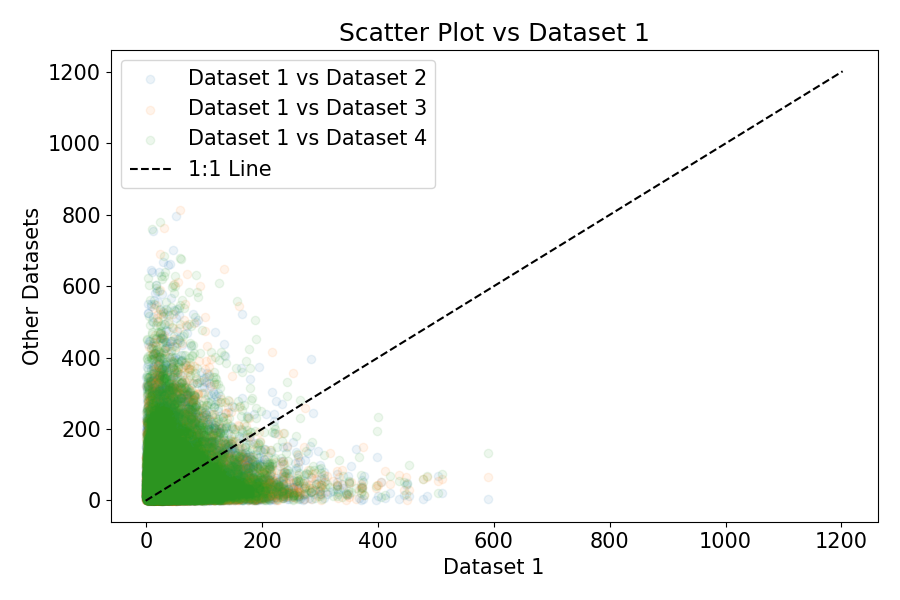 Scatter Plot vs Dataset 1
Dataset 1 vs Dataset 2
Dataset 1 vs Dataset 3
Dataset 1 vs Dataset 4
1:1 Line
Other Datasets
1200
1000
800
600
400
200
0
0 200 400 600 800 1000 1200
Dataset 1